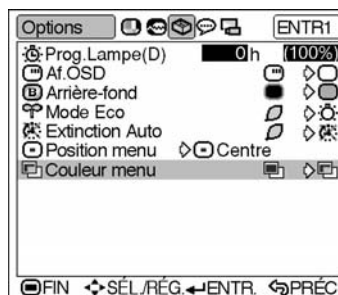 Options ENTR1
Prog.Lampe(D) 0 h (100%)
Af.OSD
B Arrière-fond
Mode Eco
Extinction Auto
Position menu Centre
Couleur menu
FIN SÉL./RÉG. ENTR. PRÉC